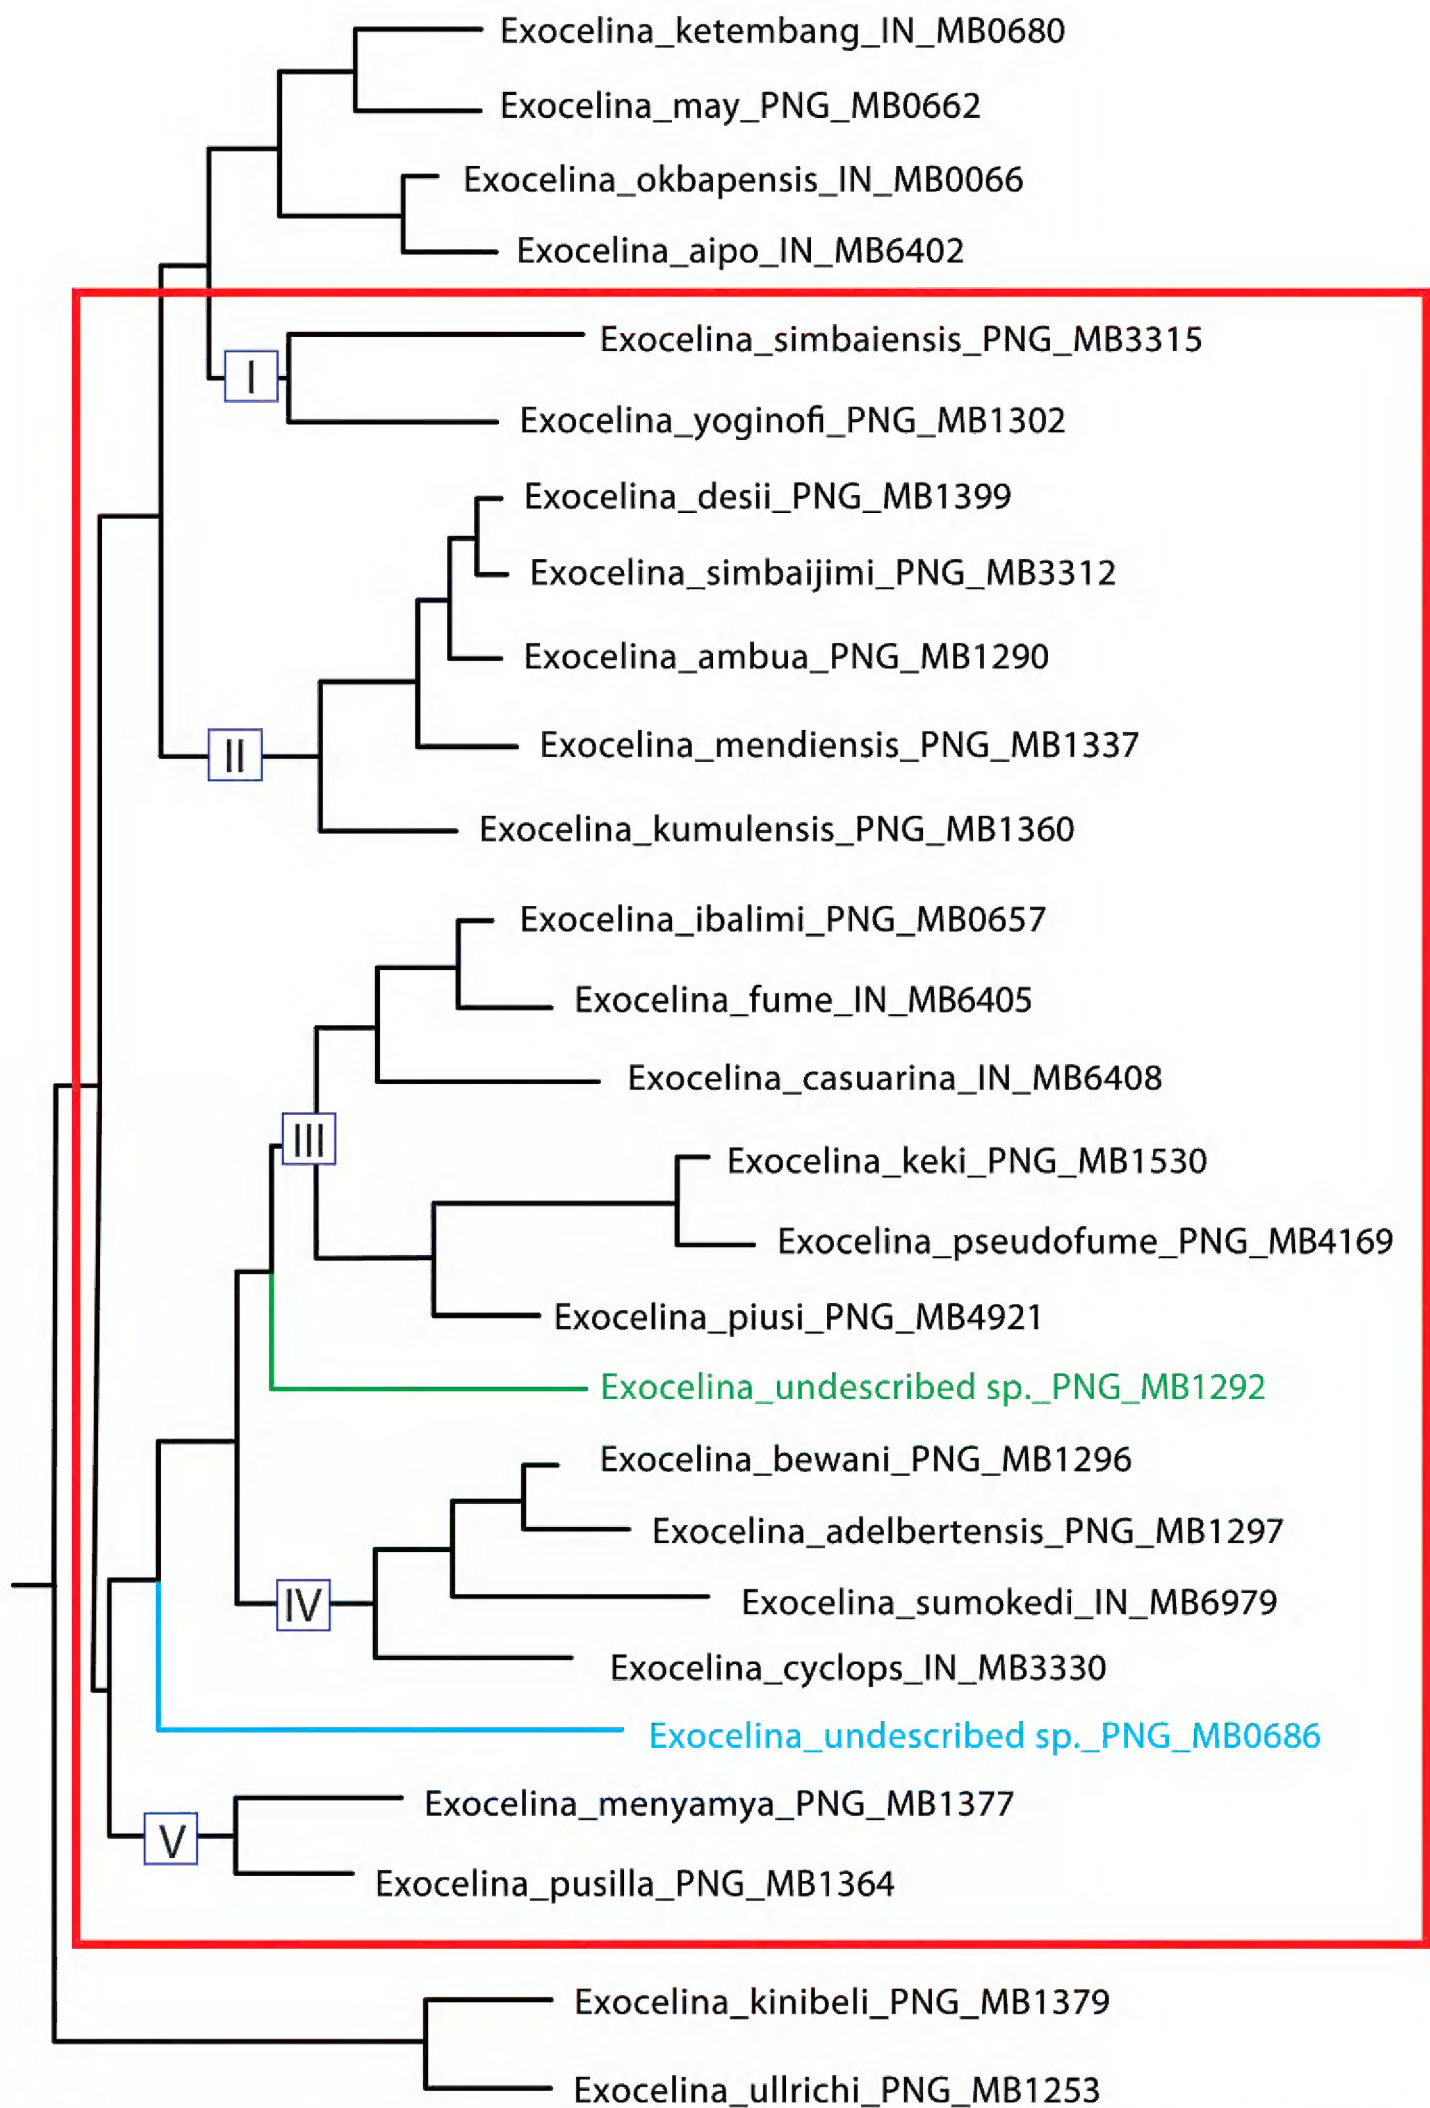 Exocelina_ketembang_IN_MB0680
Exocelina_may_PNG_MB0662
Exocelina_okbapensis_IN_MB0066
Exocelina_aipo_IN_MB6402
Exocelina_simbaiensis_PNG_MB3315
I
Exocelina_yoginofi_PNG_MB1302
Exocelina_desii_PNG_MB1399
Exocelina_simbaijimi_PNG_MB3312
Exocelina_ambua_PNG_MB1290
Exocelina_mendiensis_PNG_MB1337
II
Exocelina_kumulensis_PNG_MB1360
Exocelina_ibalimi_PNG_MB0657
Exocelina_fume_IN_MB6405
Exocelina_casuarina_IN_MB6408
III
Exocelina_keki_PNG_MB1530
Exocelina_pseudofume_PNG_MB4169
Exocelina_piusi_PNG_MB4921
Exocelina_undescribed sp._PNG_MB1292
Exocelina_bewani_PNG_MB1296
Exocelina_adelbertensis_PNG_MB1297
IV
Exocelina_sumokedi_IN_MB6979
Exocelina_cyclops_IN_MB3330
Exocelina_undescribed sp._PNG_MB0686
Exocelina_menyamya_PNG_MB1377
V
Exocelina_pusilla_PNG_MB1364
Exocelina_kinibeli_PNG_MB1379
Exocelina_ullrichi_PNG_MB1253